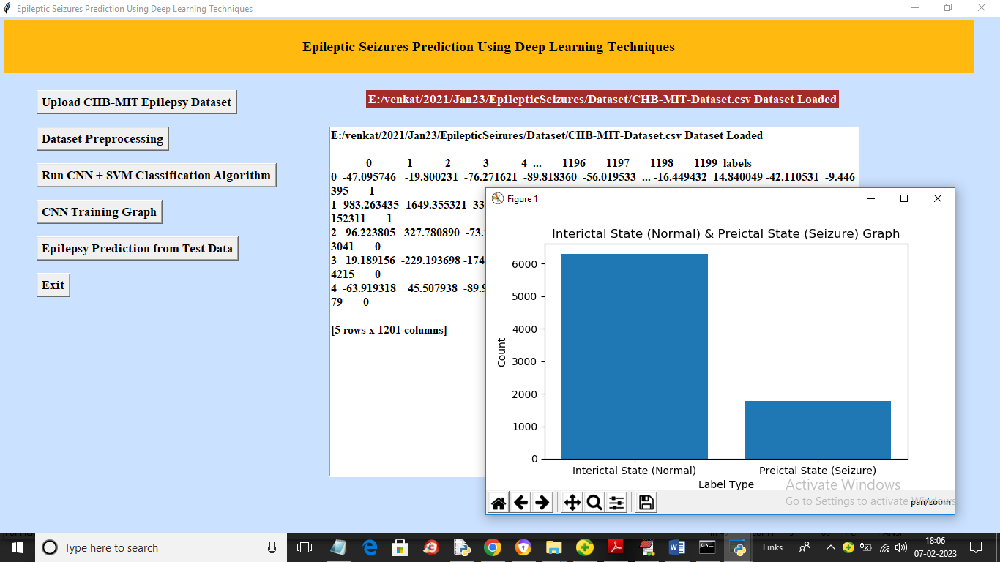 Epileptic Seizures Prediction Using Deep Learning Techniques
Epileptic Seizures Prediction Using Deep Learning Techniques
Upload CHB-MIT Epilepsy Dataset
Dataset Preprocessing
Run CNN + SVM Classification Algorithm
CNN Training Graph
Epilepsy Prediction from Test Data
Exit
E:/venkat/2021/Jan23/EpilepticSeizures/Dataset/CHB-MIT-Dataset.csv Dataset Loaded
E:/venkat/2021/Jan23/EpilepticSeizures/Dataset/CHB-MIT-Dataset.csv Dataset Loaded
0 1 2 3 4 ... 1196 1197 1198 1199 labels
0 -47.095746 -19.800231 -76.271621 -89.818360 -56.019533 ... -16.449432 14.840049 -42.110531 -9.446
395 1
1 -983.263435 -1649.355321 33
152311 1
2 96.223805 327.780890 -73.
3041 0
3 19.189156 -229.193698 -174
4215 0
4 -63.919318 45.507938 -89.9
79 0
[5 rows x 1201 columns]
Figure 1
Interictal State (Normal) & Preictal State (Seizure) Graph
6000
5000
4000
3000
2000
1000
0
Count
Interictal State (Normal) Preictal State (Seizure)
Label Type
Activate Windows
Go to Settings to activate Windows.
pan/zoom
Type here to search
Links
18:06
07-02-2023